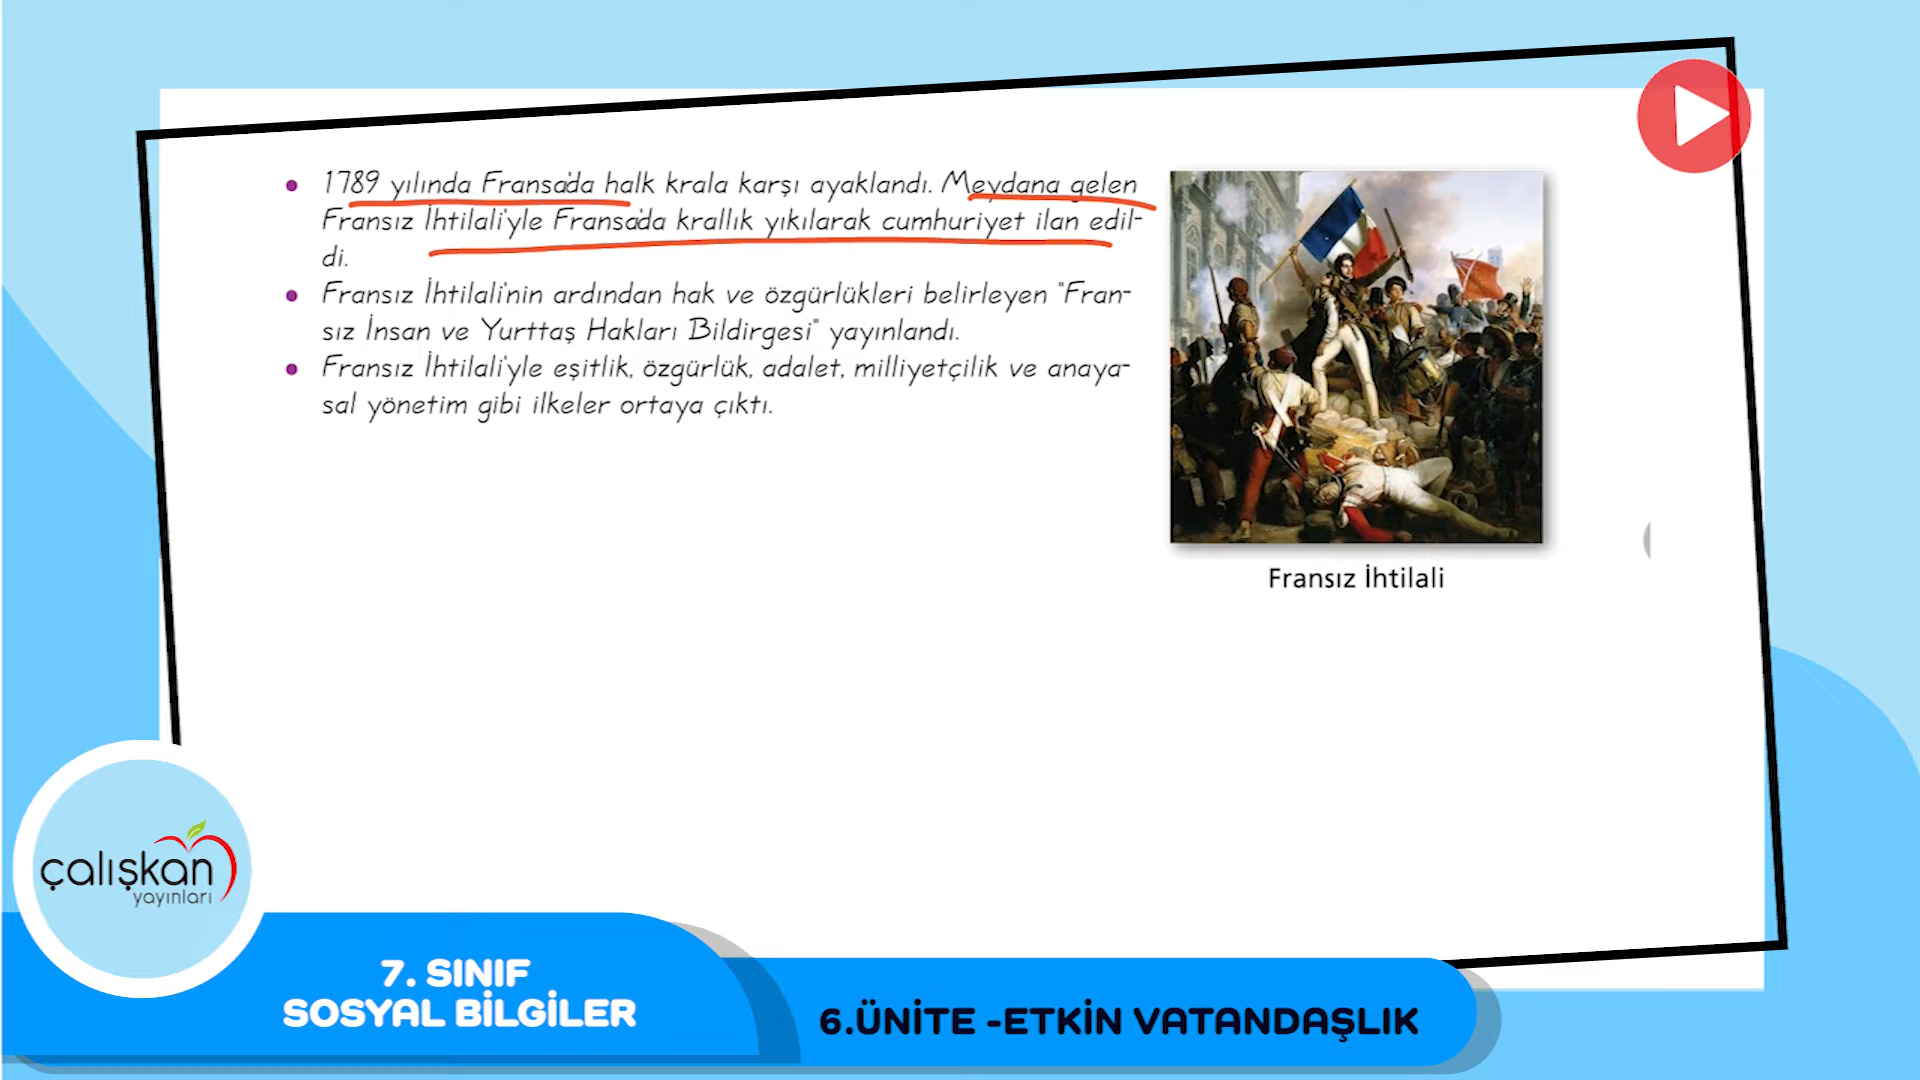 1789 yılında Fransa'da halk krala karşı ayaklandı. Meydana gelen
Fransız İhtilali'yle Fransa'da krallık yıkılarak cumhuriyet ilan edil-
di.
Fransız İhtilali'nin ardından hak ve özgürlükleri belirleyen "Fran-
sız İnsan ve Yurttaş Hakları Bildirgesi" yayınlandı.
Fransız İhtilali'yle eşitlik, özgürlük, adalet, milliyetçilik ve anaya-
sal yönetim gibi ilkeler ortaya çıktı.
Fransız İhtilali
çalışkan
yayınları
7. SINIF
SOSYAL BİLGİLER
6.ÜNİTE -ETKİN VATANDAŞLIK